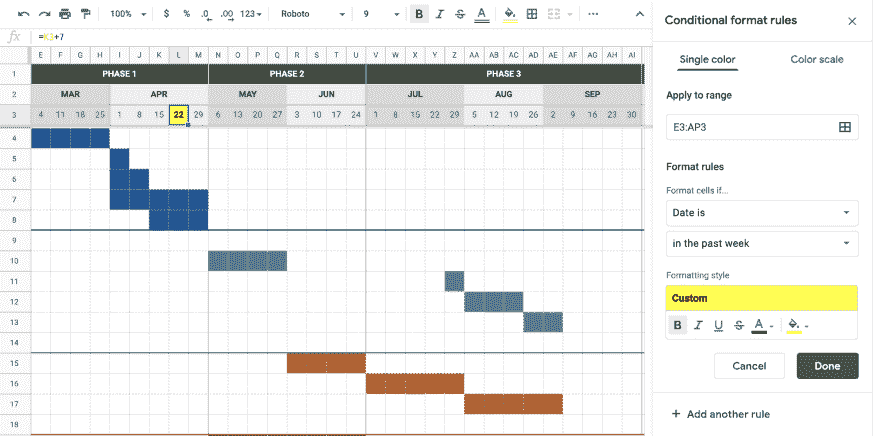 100% $ % .0 .00 123 Roboto 9 B I S A
Conditional format rules
fx =K3+7
E F G H I J K L M N O P Q R S T U V W X Y Z AA AB AC AD AE AF AG AH AI
Single color Color scale
1 PHASE 1 PHASE 2 PHASE 3
2 MAR APR MAY JUN JUL AUG SEP
Apply to range
3 4 11 18 25 1 8 15 22 29 6 13 20 27 3 10 17 24 1 8 15 22 29 5 12 19 26 2 9 16 23 30
E3:AP3
4
5
6
7
8
9
10
11
12
13
14
15
16
17
18
Format rules
Format cells if...
Date is
in the past week
Formatting style
Custom
B I U S A
Cancel Done
+ Add another rule